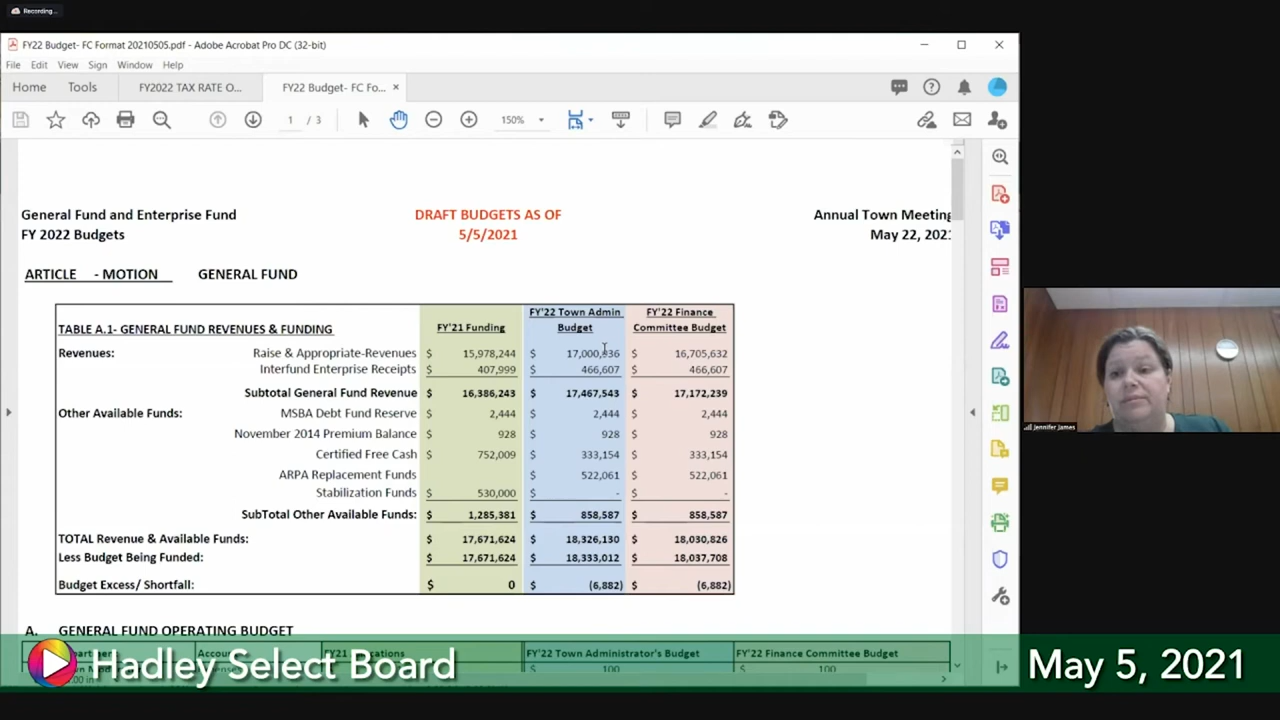 Recording...
FY22 Budget- FC Format 20210505.pdf - Adobe Acrobat Pro DC (32-bit)
File Edit View Sign Window Help
Home Tools FY2022 TAX RATE O... FY22 Budget- FC Fo... ×
1 / 3 150%
General Fund and Enterprise Fund DRAFT BUDGETS AS OF Annual Town Meeting
FY 2022 Budgets 5/5/2021 May 22, 2021
ARTICLE - MOTION GENERAL FUND
FY'22 Town Admin FY'22 Finance
TABLE A.1- GENERAL FUND REVENUES & FUNDING FY'21 Funding Budget Committee Budget
Revenues: Raise & Appropriate-Revenues $ 15,978,244 $ 17,000,936 $ 16,705,632
Interfund Enterprise Receipts $ 407,999 $ 466,607 $ 466,607
Subtotal General Fund Revenue $ 16,386,243 $ 17,467,543 $ 17,172,239
Other Available Funds: MSBA Debt Fund Reserve $ 2,444 $ 2,444 $ 2,444
November 2014 Premium Balance $ 928 $ 928 $ 928
Certified Free Cash $ 752,009 $ 333,154 $ 333,154
ARPA Replacement Funds $ 522,061 $ 522,061
Stabilization Funds $ 530,000 $ - $ -
SubTotal Other Available Funds: $ 1,285,381 $ 858,587 $ 858,587
TOTAL Revenue & Available Funds: $ 17,671,624 $ 18,326,130 $ 18,030,826
Less Budget Being Funded: $ 17,671,624 $ 18,333,012 $ 18,037,708
Budget Excess/ Shortfall: $ 0 $ (6,882) $ (6,882)
A. GENERAL FUND OPERATING BUDGET
FY'22 Town Administrator's Budget FY'22 Finance Committee Budget
100 100
Jennifer James
Hadley Select Board May 5, 2021